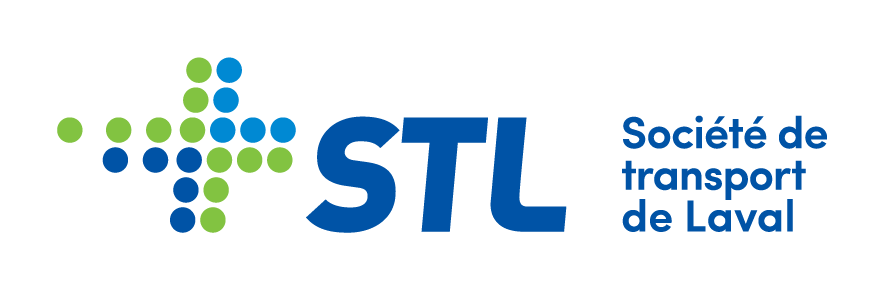 STL
Société de
transport
de Laval